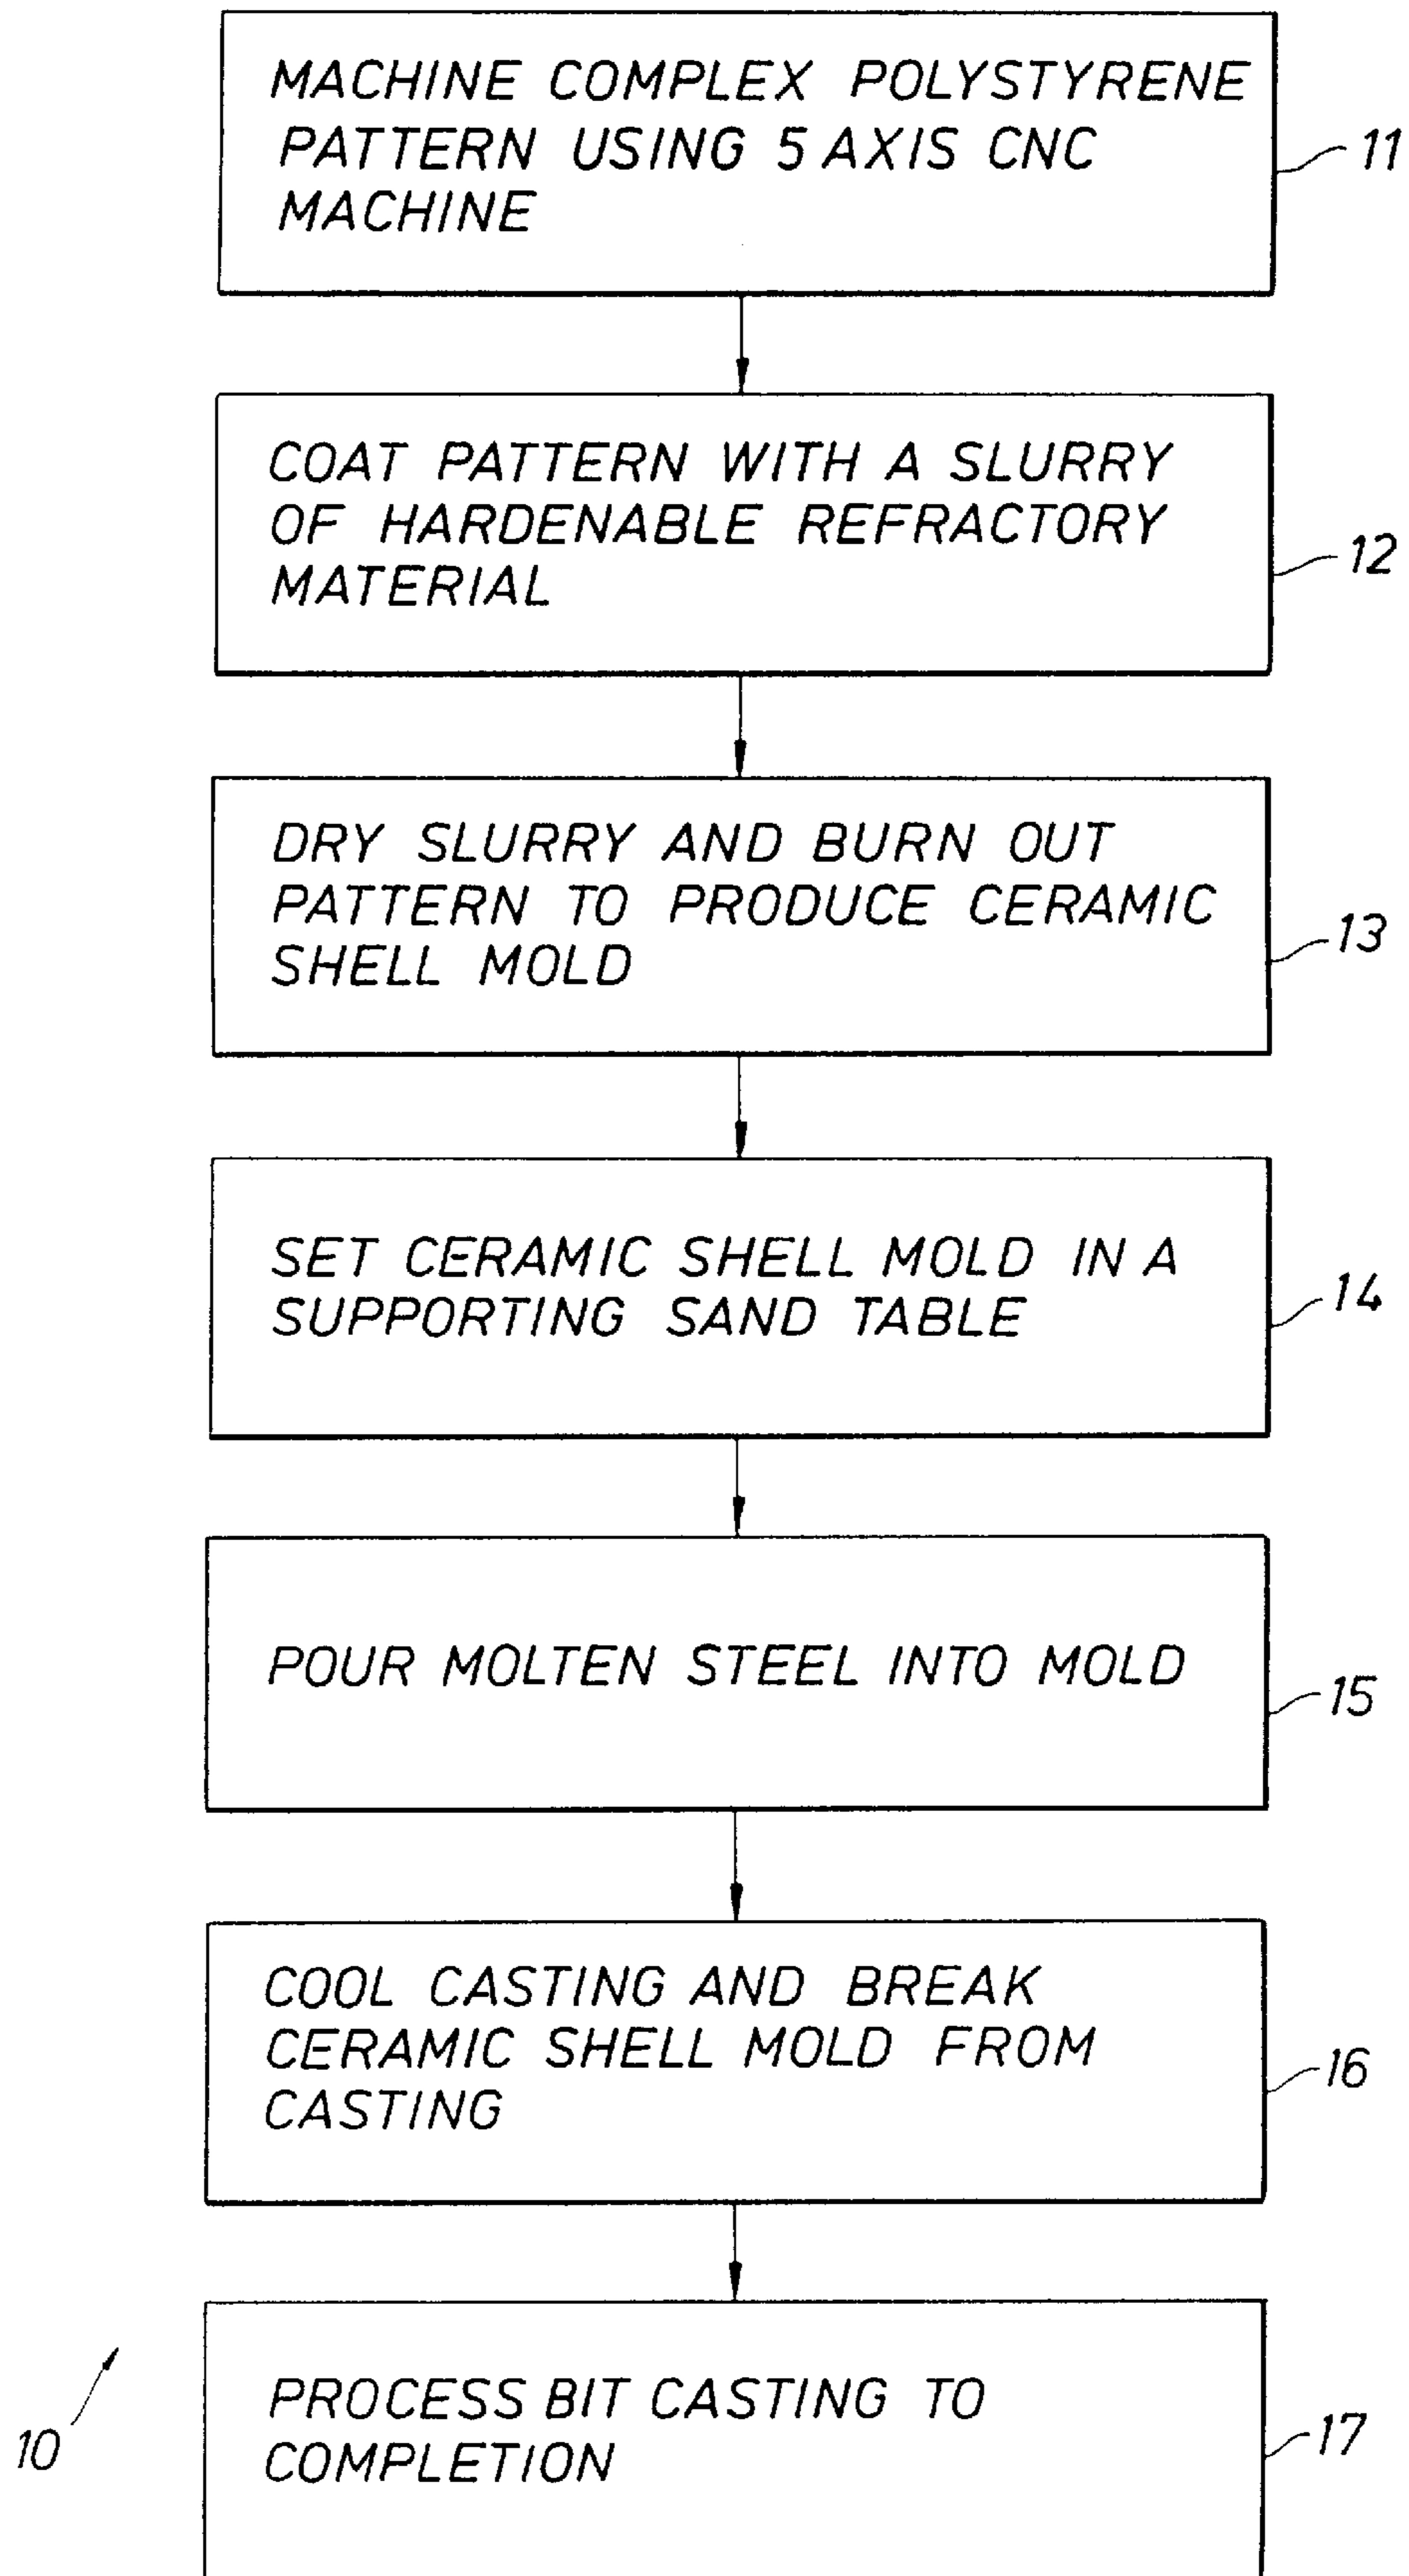 MACHINE COMPLEX POLYSTYRENE
PATTERN USING 5 AXIS CNC
MACHINE
11
COAT PATTERN WITH A SLURRY
OF HARDENABLE REFRACTORY
MATERIAL
12
DRY SLURRY AND BURN OUT
PATTERN TO PRODUCE CERAMIC
SHELL MOLD
13
SET CERAMIC SHELL MOLD IN A
SUPPORTING SAND TABLE
14
POUR MOLTEN STEEL INTO MOLD
15
COOL CASTING AND BREAK
CERAMIC SHELL MOLD FROM
CASTING
16
PROCESS BIT CASTING TO
COMPLETION
17
10